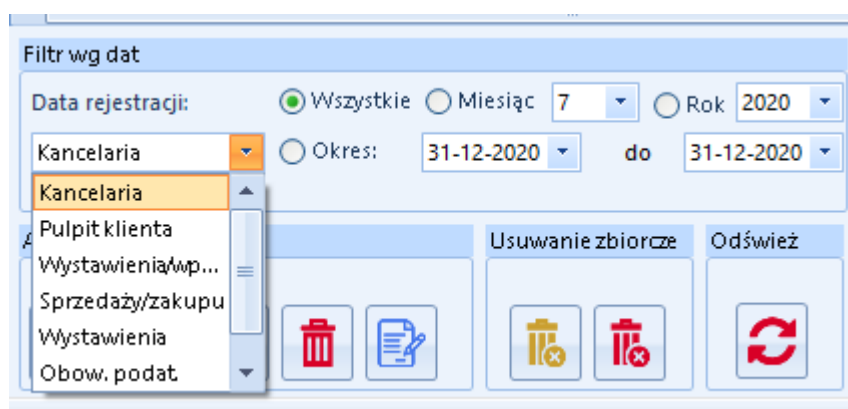 Filtr wg dat
Data rejestracji: Wszystkie Miesiąc 7 Rok 2020
Kancelaria Okres: 31-12-2020 do 31-12-2020
Kancelaria
Pulpit klienta
Usuwanie zbiorcze Odśwież
Wystawienia/wp...
Sprzedaży/zakupu
Wystawienia
Obow. podat.